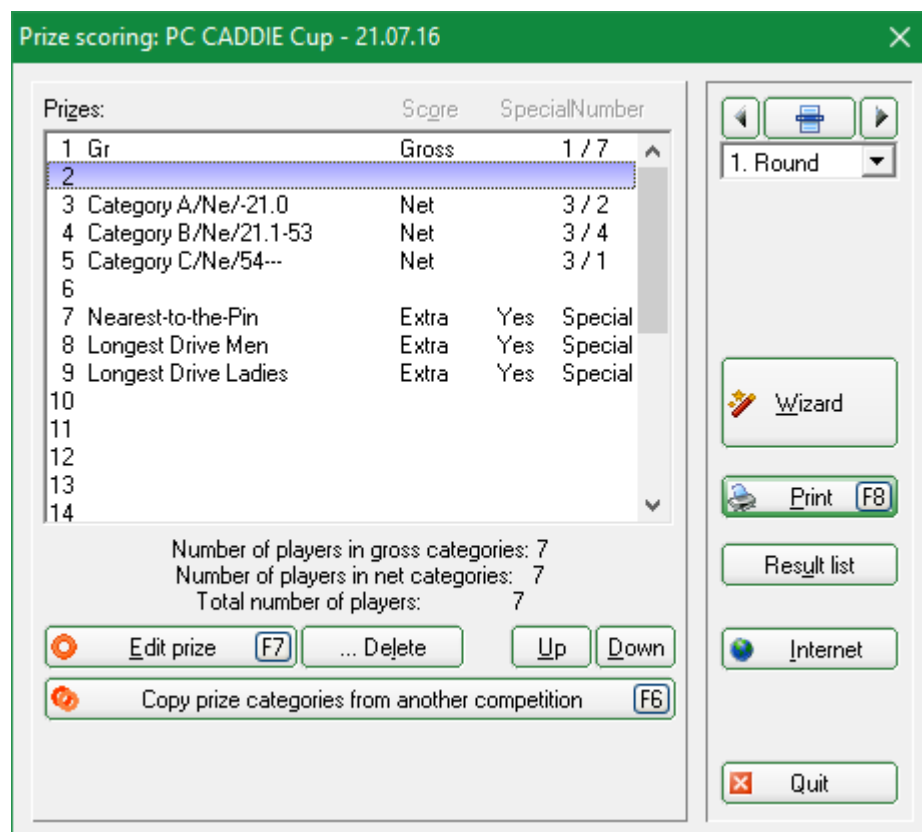 Prize scoring: PC CADDIE Cup - 21.07.16
Prizes: Score SpecialNumber
1 Gr Gross 1 / 7
2
3 Category A/Ne/-21.0 Net 3 / 2
4 Category B/Ne/21.1-53 Net 3 / 4
5 Category C/Ne/54--- Net 3 / 1
6
7 Nearest-to-the-Pin Extra Yes Special
8 Longest Drive Men Extra Yes Special
9 Longest Drive Ladies Extra Yes Special
10
11
12
13
14
Number of players in gross categories: 7
Number of players in net categories: 7
Total number of players: 7
Edit prize F7 ... Delete Up Down
Copy prize categories from another competition F6
1. Round
Wizard
Print F8
Result list
Internet
Quit